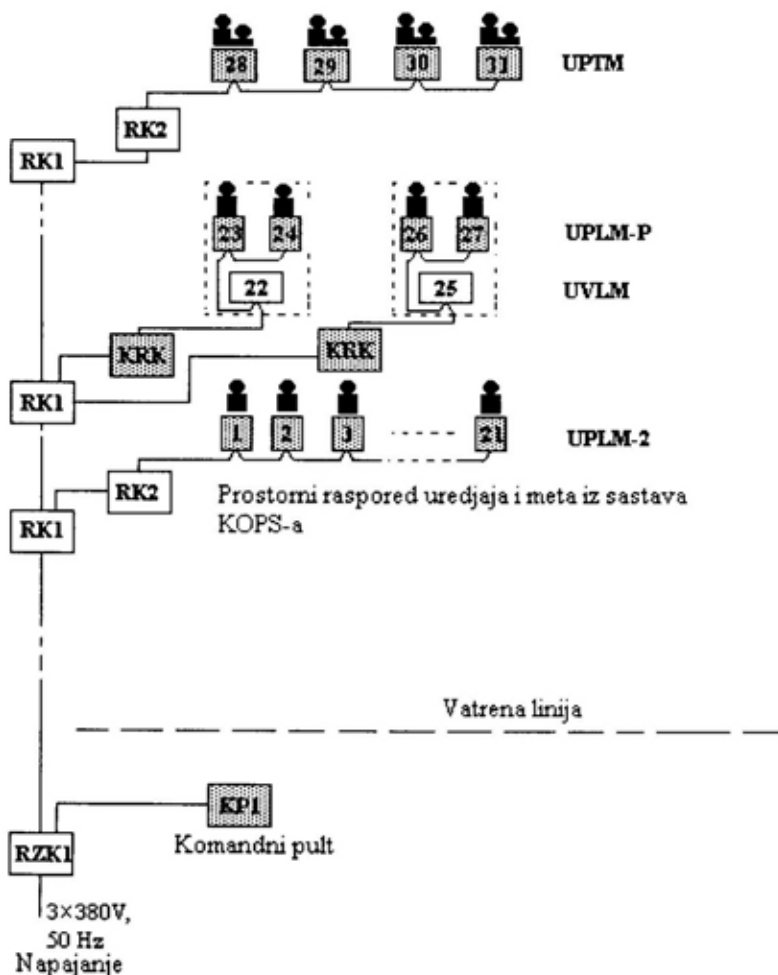 28 29 30 31 UPTM
RK2
RK1
23 24 26 27 UPLM-P
22 25 UVLM
KRK KRK
RK1
1 2 3 21 UPLM-2
RK2
Prostorni raspored uredjaja i meta iz sastava
KOPS-a
RK1
Vatrena linija
KP1
Komandni pult
RZK1
3×380V,
50 Hz
Napajanje